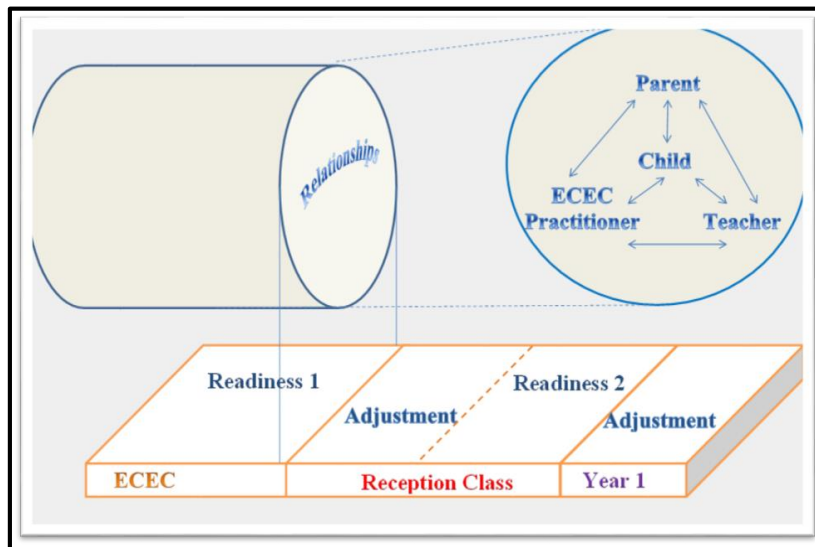 Relationships
Parent
Child
ECEC
Practitioner
Teacher
Readiness 1
Readiness 2
Adjustment
Adjustment
ECEC
Reception Class
Year 1